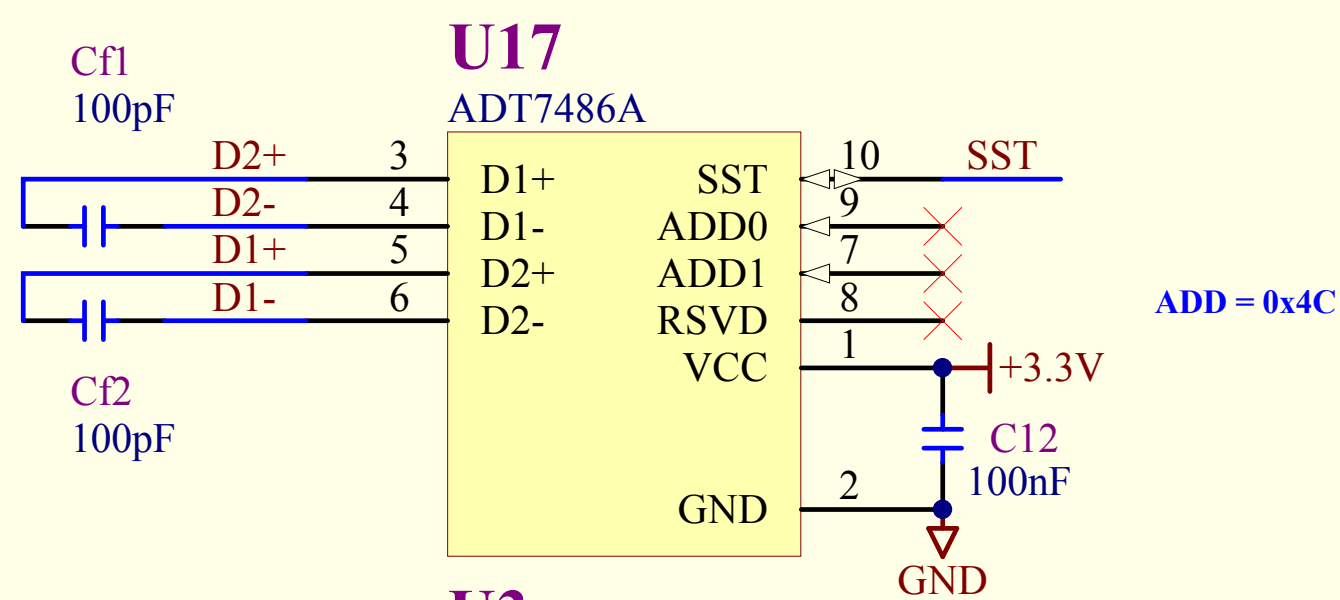 U17
Cf1
ADT7486A
100pF
D2+ 3 D1+ SST 10 SST
D2- 4 D1- ADD0 9
D1+ 5 D2+ ADD1 7
D1- 6 D2- RSVD 8
ADD = 0x4C
VCC 1 +3.3V
Cf2
100pF
C12
100nF
GND 2
GND